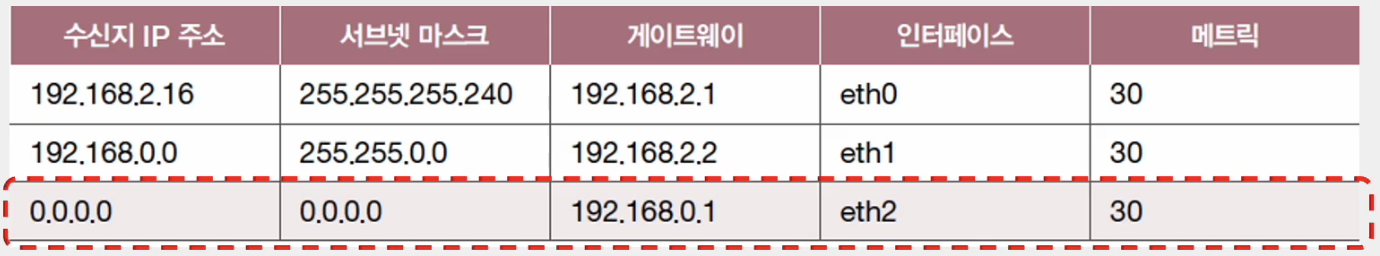 수신지 IP 주소 서브넷 마스크 게이트웨이 인터페이스 메트릭
192.168.2.16 255.255.255.240 192.168.2.1 eth0 30
192.168.0.0 255.255.0.0 192.168.2.2 eth1 30
0.0.0.0 0.0.0.0 192.168.0.1 eth2 30